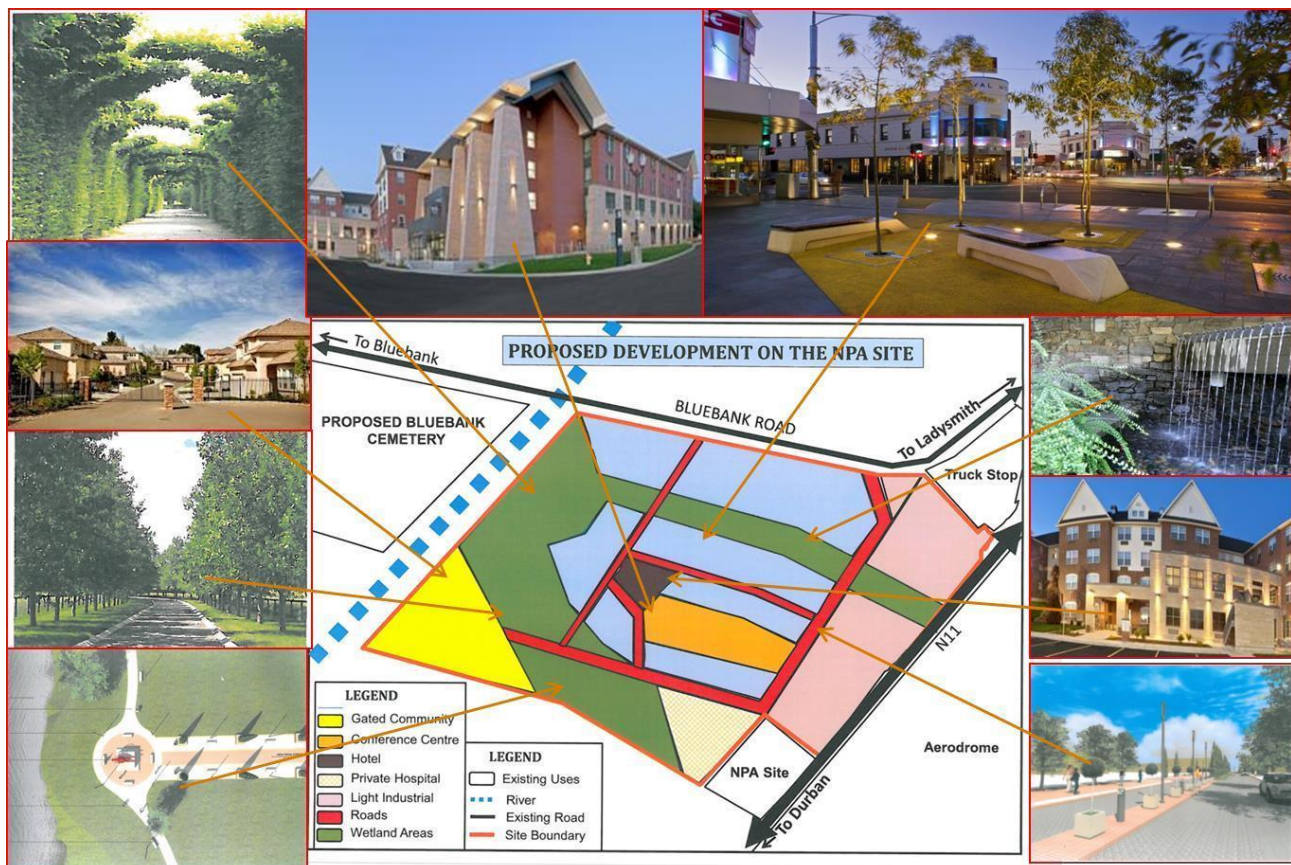 VAL
PROPOSED DEVELOPMENT ON THE NPA SITE
To Bluebank
BLUEBANK ROAD
To Ladysmith
PROPOSED BLUEBANK
CEMETERY
Truck Stop
N11
Aerodrome
NPA Site
To Durban
LEGEND
Gated Community
Conference Centre
Hotel
Private Hospital
Light Industrial
Roads
Wetland Areas
LEGEND
Existing Uses
River
Existing Road
Site Boundary